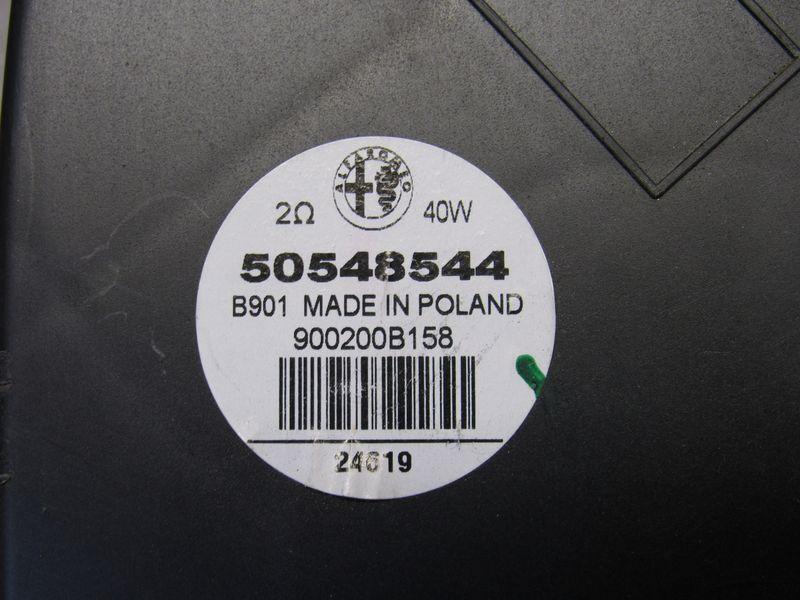 ALFA ROMEO
2Ω 40W
50548544
B901 MADE IN POLAND
900200B158
24619